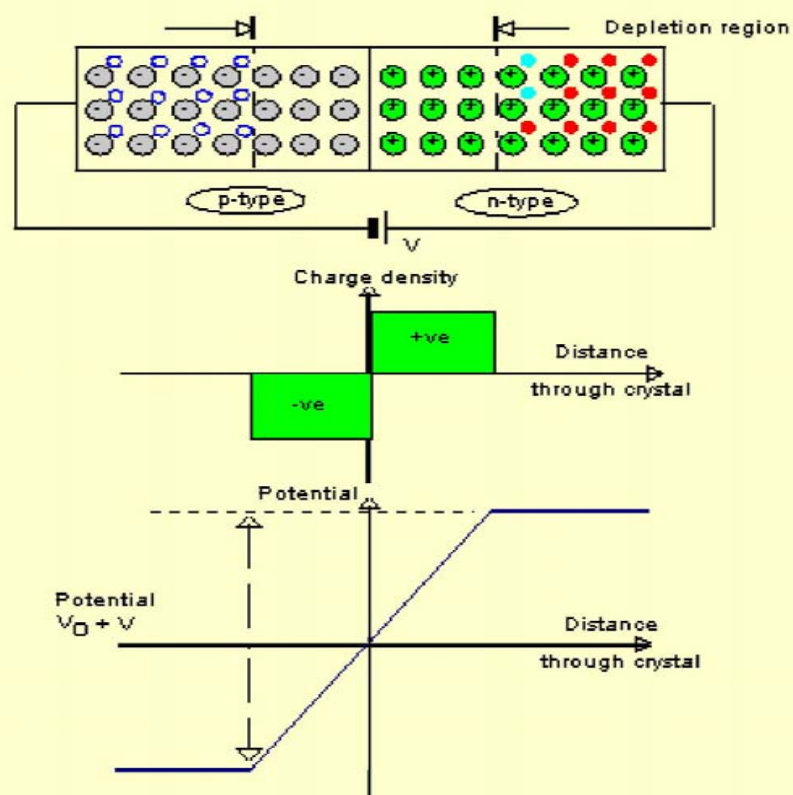 Depletion region
p-type
n-type
V
Charge density
+ve
Distance
through crystal
-ve
Potential
Potential
V0 + V
Distance
through crystal